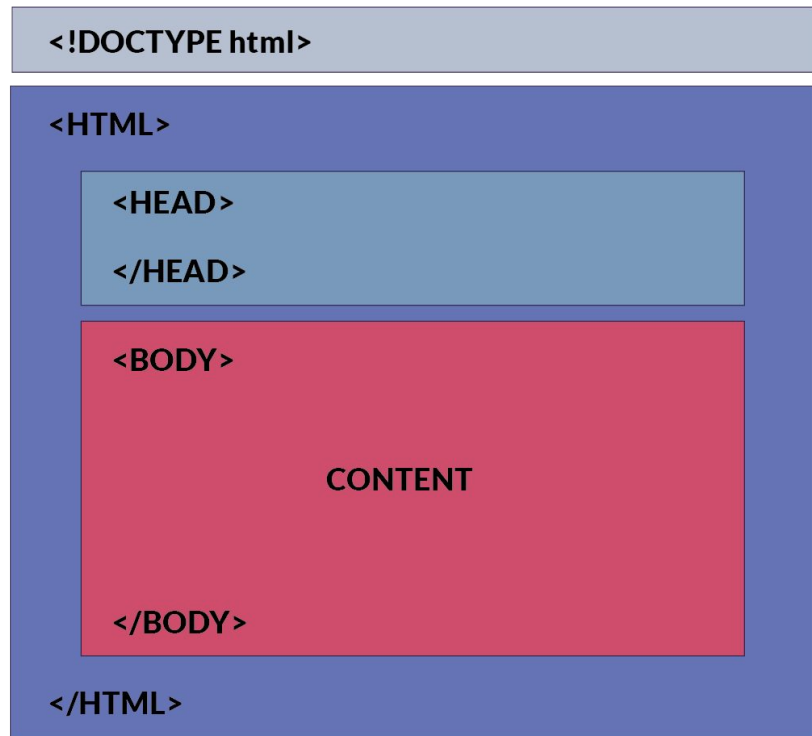 <!DOCTYPE html>
<HTML>
<HEAD>
</HEAD>
<BODY>
CONTENT
</BODY>
</HTML>